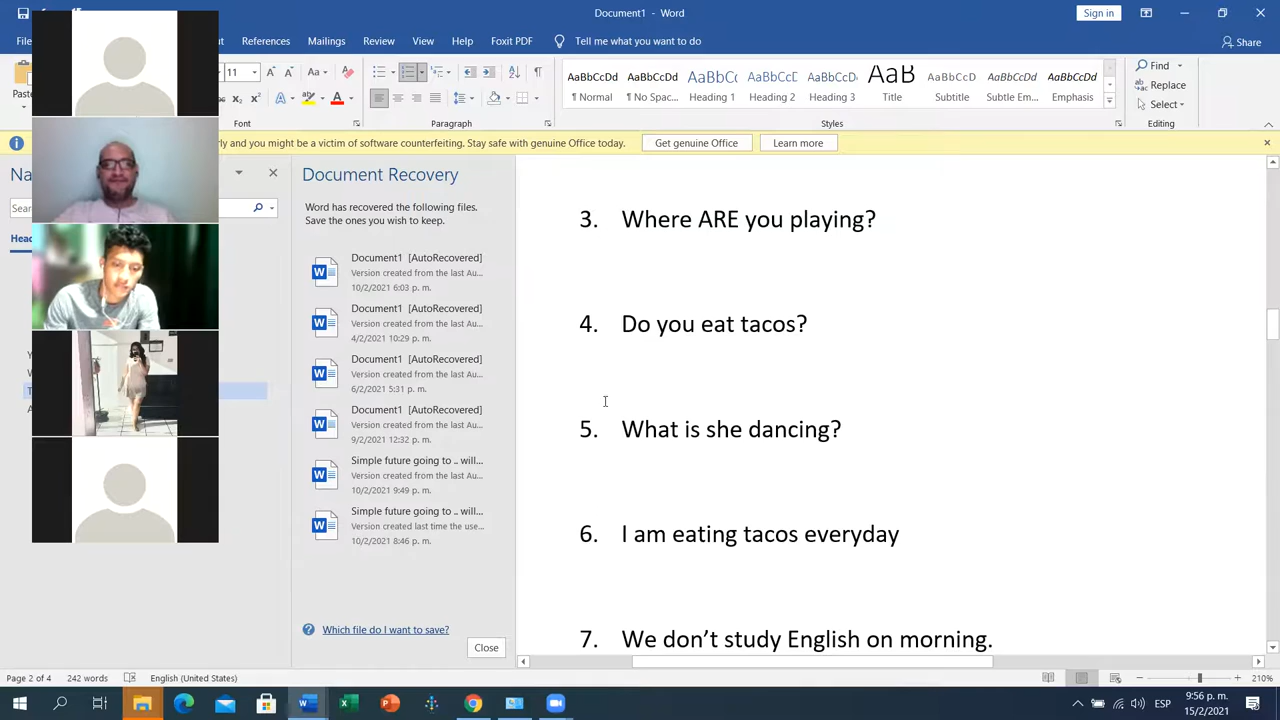 Document1 - Word
Sign in
File
References
Mailings
Review
View
Help
Foxit PDF
Tell me what you want to do
Share
Paste
11
Aa
AaBbCcDd
AaBbCcDd
AaBbCc
AaBbCcD
AaBbCcD
AaB
AaBbCcD
AaBbCcDd
AaBbCcDd
Find
Replace
Select
¶ Normal
¶ No Spac...
Heading 1
Heading 2
Heading 3
Title
Subtitle
Subtle Em...
Emphasis
Font
Paragraph
Styles
Editing
and you might be a victim of software counterfeiting. Stay safe with genuine Office today.
Get genuine Office
Learn more
Document Recovery
Word has recovered the following files.
Save the ones you wish to keep.
Document1 [AutoRecovered]
Version created from the last Au...
10/2/2021 6:03 p. m.
Document1 [AutoRecovered]
Version created from the last Au...
4/2/2021 10:29 p. m.
Document1 [AutoRecovered]
Version created from the last Au...
6/2/2021 5:31 p. m.
Document1 [AutoRecovered]
Version created from the last Au...
9/2/2021 12:32 p. m.
Simple future going to .. will...
Version created from the last Au...
10/2/2021 9:49 p. m.
Simple future going to .. will...
Version created last time the use...
10/2/2021 8:46 p. m.
Which file do I want to save?
Close
3. Where ARE you playing?
4. Do you eat tacos?
5. What is she dancing?
6. I am eating tacos everyday
7. We don’t study English on morning.
Page 2 of 4
242 words
English (United States)
210%
ESP
9:56 p. m.
15/2/2021